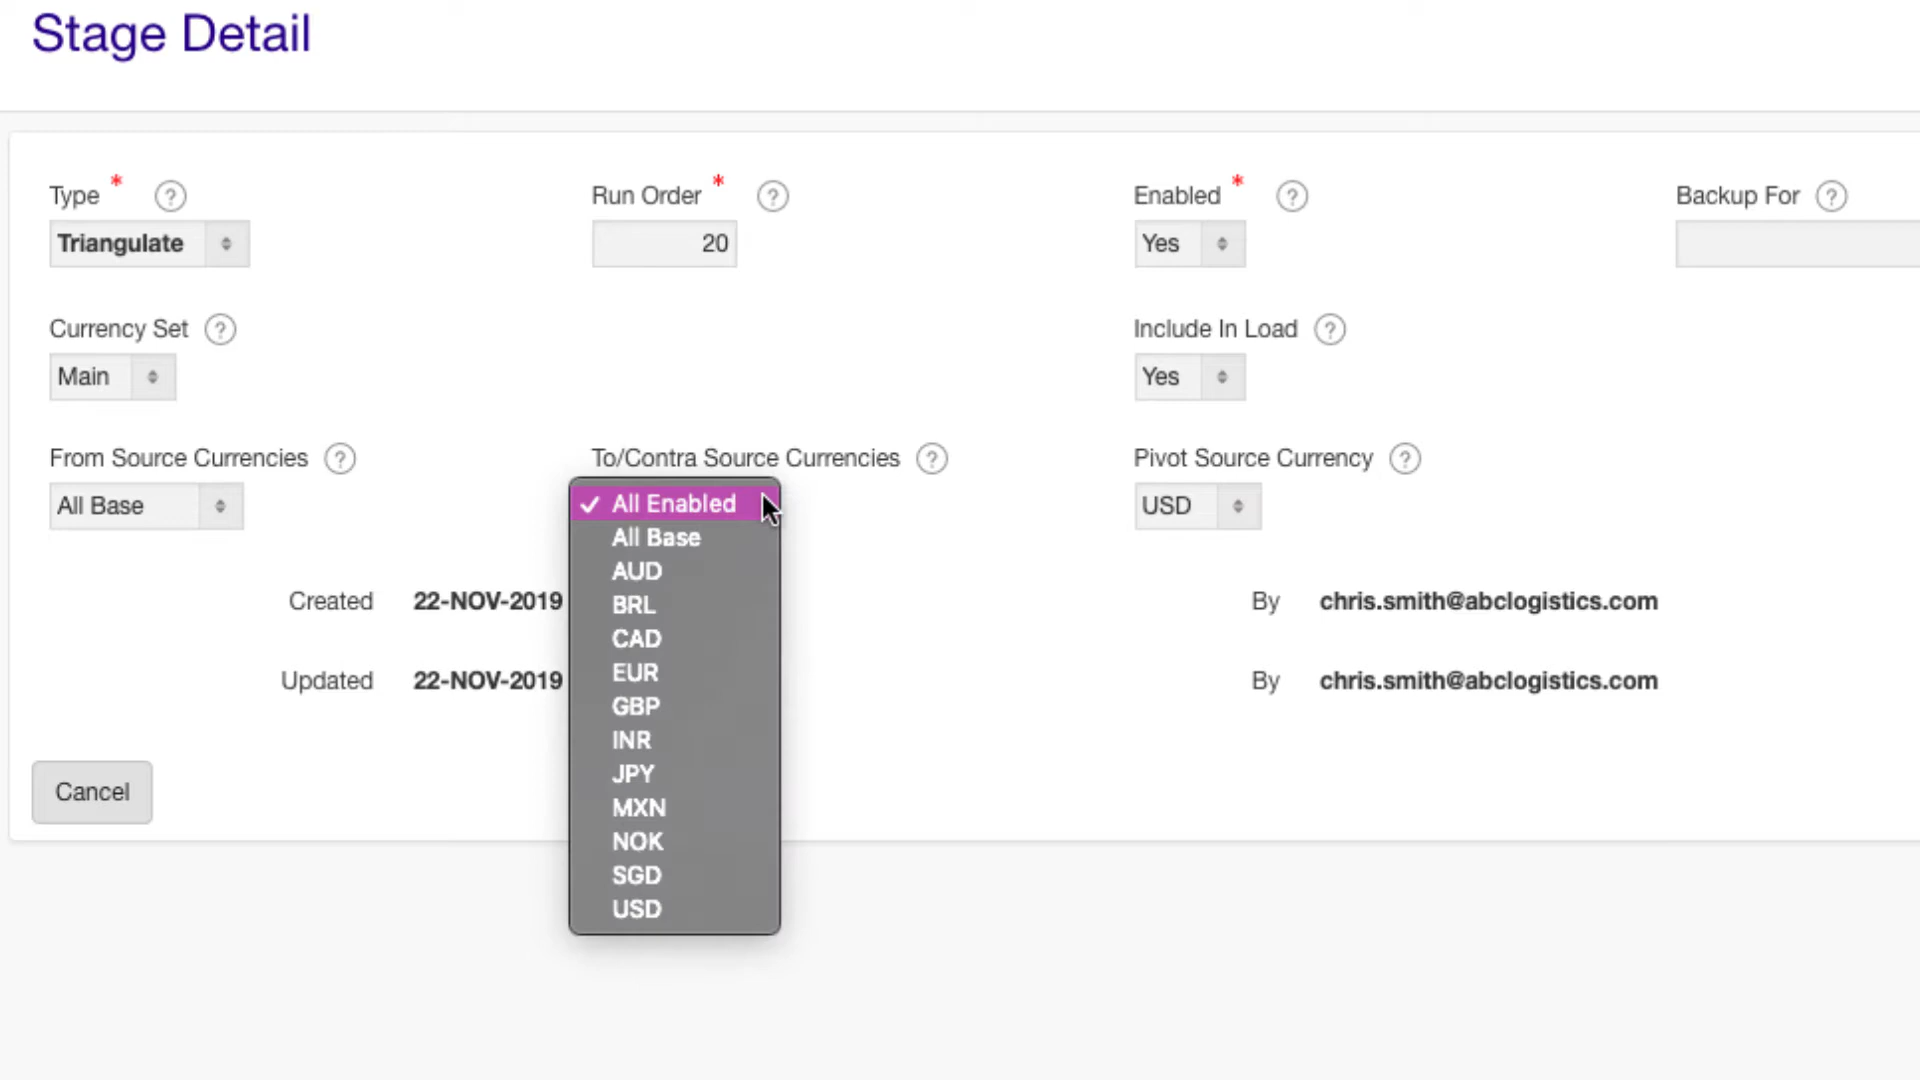 Stage Detail
Type * ?
Run Order * ?
Enabled * ?
Backup For ?
Triangulate
20
Yes
Currency Set ?
Include In Load ?
Main
Yes
From Source Currencies ?
To/Contra Source Currencies ?
Pivot Source Currency ?
All Base
✓ All Enabled
USD
All Base
AUD
BRL
CAD
EUR
GBP
INR
JPY
MXN
NOK
SGD
USD
Created 22-NOV-2019
By chris.smith@abclogistics.com
Updated 22-NOV-2019
By chris.smith@abclogistics.com
Cancel